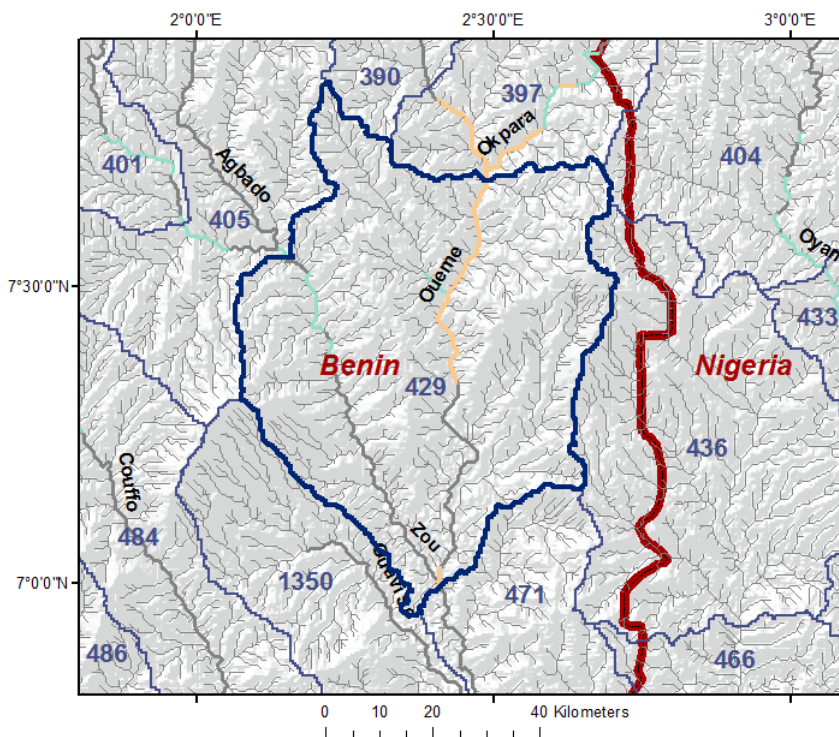 2°0'0"E
2°30'0"E
3°0'0"E
390
397
Okpara
404
401
Agbado
405
Oyan
7°30'0"N
Oueme
433
Benin
429
Nigeria
436
Couffo
484
Zou
7°0'0"N
1350
471
486
466
0 10 20 40 Kilometers